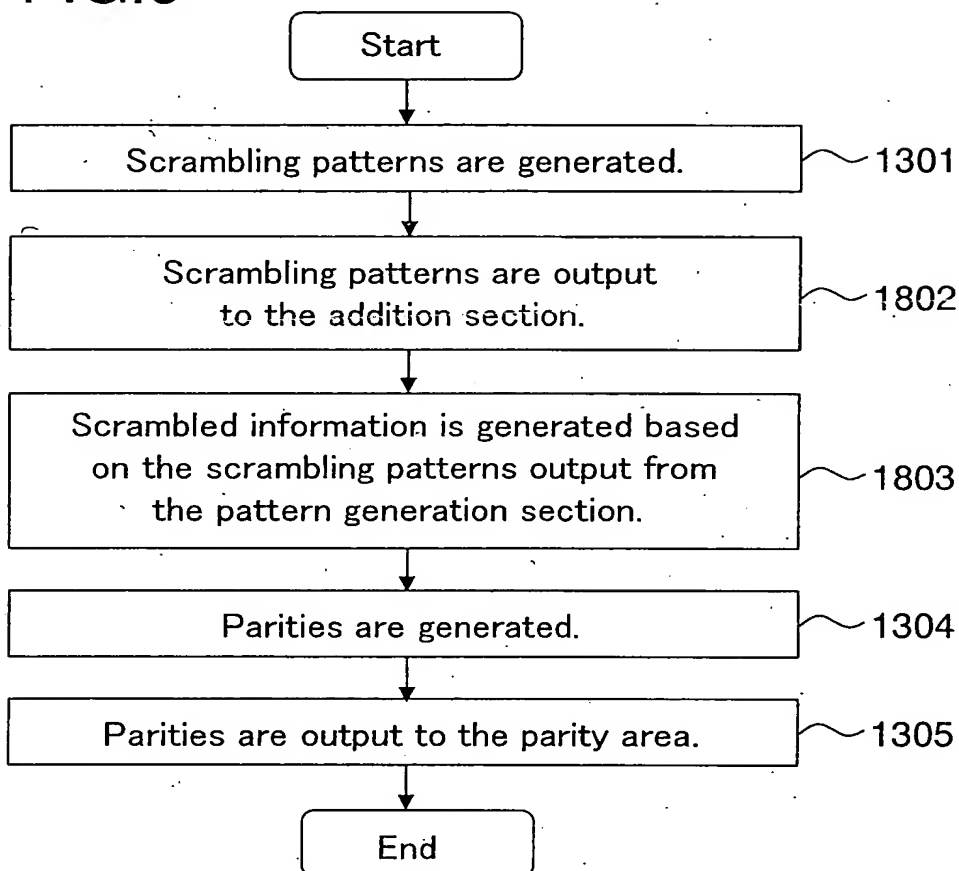 Start
Scrambling patterns are generated.
1301
Scrambling patterns are output
to the addition section.
1802
Scrambled information is generated based
on the scrambling patterns output from
the pattern generation section.
1803
Parities are generated.
1304
Parities are output to the parity area.
1305
End